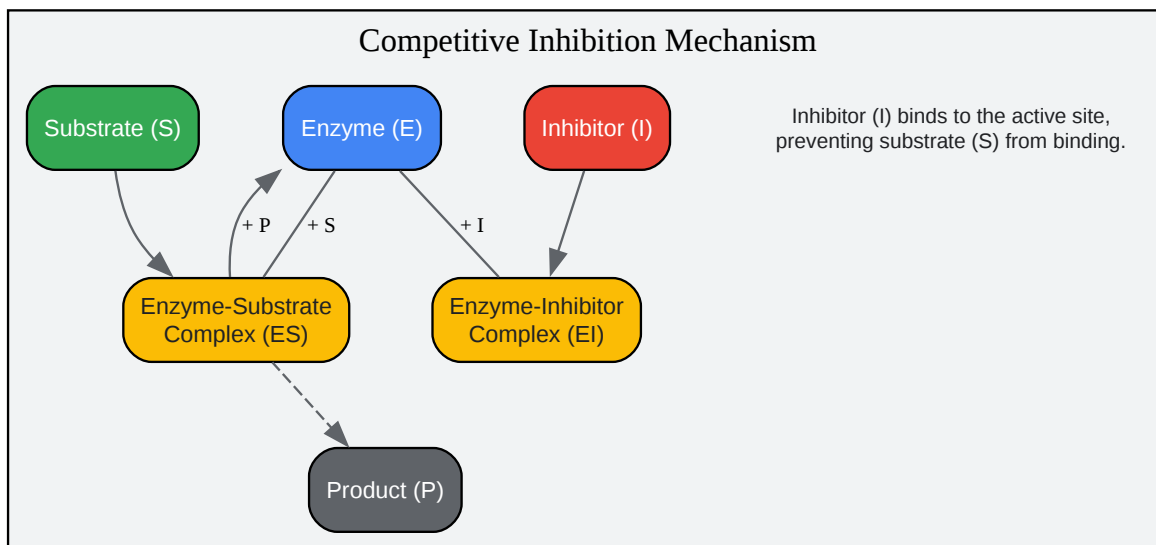 Competitive Inhibition Mechanism
Substrate (S)
Enzyme (E)
Inhibitor (I)
Inhibitor (I) binds to the active site,
preventing substrate (S) from binding.
+ P
+ S
+ I
Enzyme-Substrate
Complex (ES)
Enzyme-Inhibitor
Complex (EI)
Product (P)